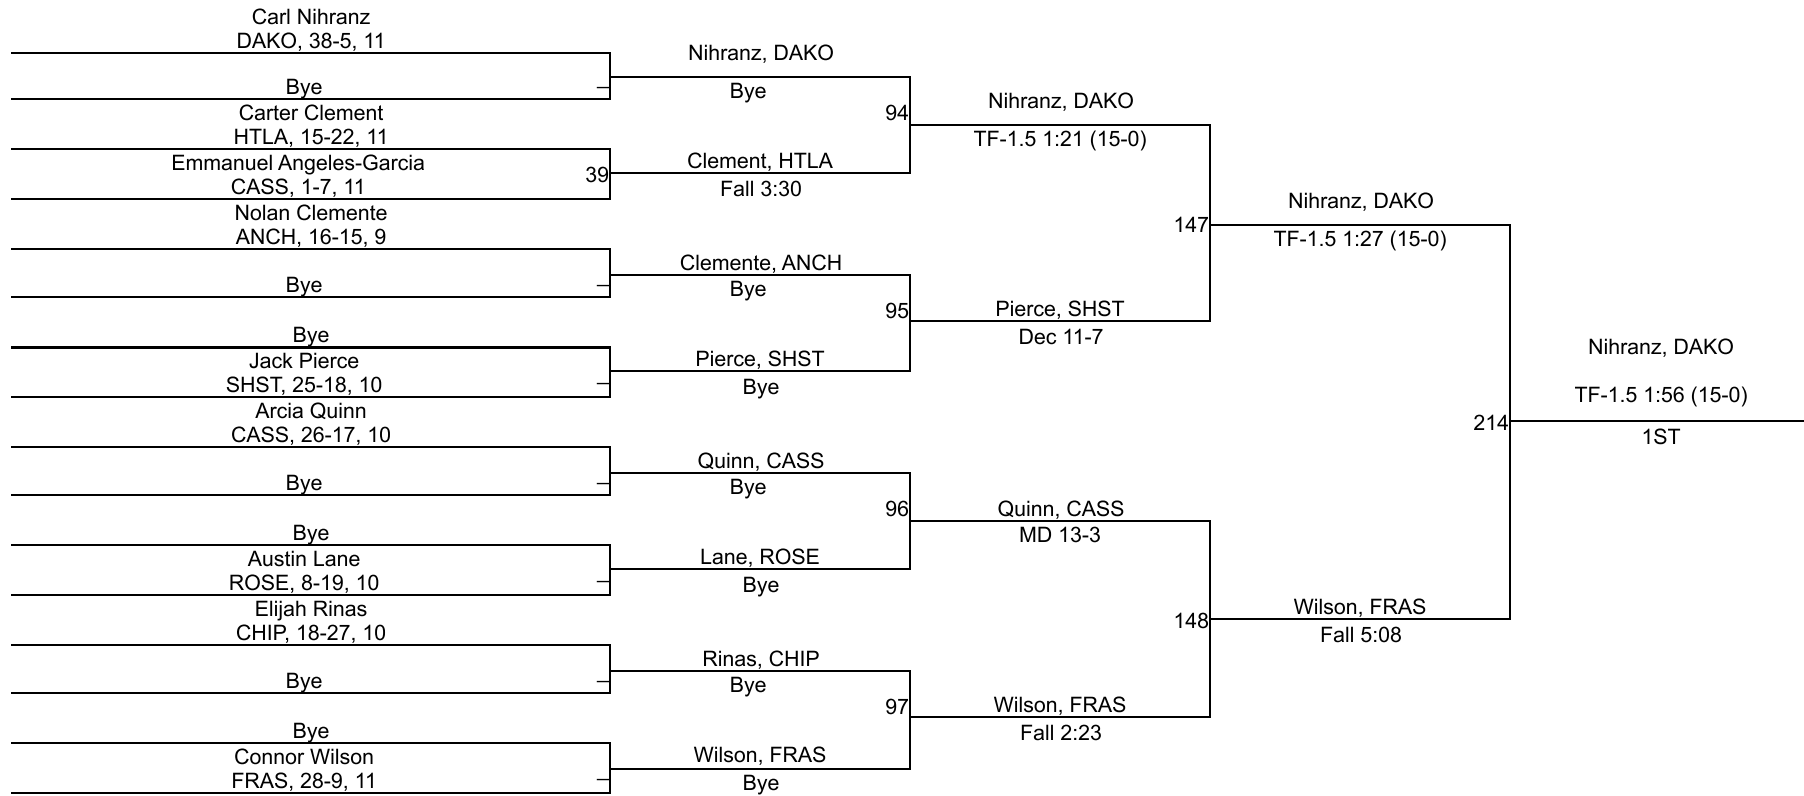 Carl Nihranz
DAKO, 38-5, 11
Bye
Carter Clement
HTLA, 15-22, 11
Emmanuel Angeles-Garcia
CASS, 1-7, 11
39
Nolan Clemente
ANCH, 16-15, 9
Bye
Bye
Jack Pierce
SHST, 25-18, 10
Arcia Quinn
CASS, 26-17, 10
Bye
Bye
Austin Lane
ROSE, 8-19, 10
Elijah Rinas
CHIP, 18-27, 10
Bye
Bye
Connor Wilson
FRAS, 28-9, 11
Nihranz, DAKO
Bye
94
Clement, HTLA
Fall 3:30
Clemente, ANCH
Bye
95
Pierce, SHST
Bye
Quinn, CASS
Bye
96
Lane, ROSE
Bye
Rinas, CHIP
Bye
97
Wilson, FRAS
Bye
Nihranz, DAKO
TF-1.5 1:21 (15-0)
147
Pierce, SHST
Dec 11-7
Quinn, CASS
MD 13-3
148
Wilson, FRAS
Fall 2:23
Nihranz, DAKO
TF-1.5 1:27 (15-0)
214
Wilson, FRAS
Fall 5:08
Nihranz, DAKO
TF-1.5 1:56 (15-0)
1ST